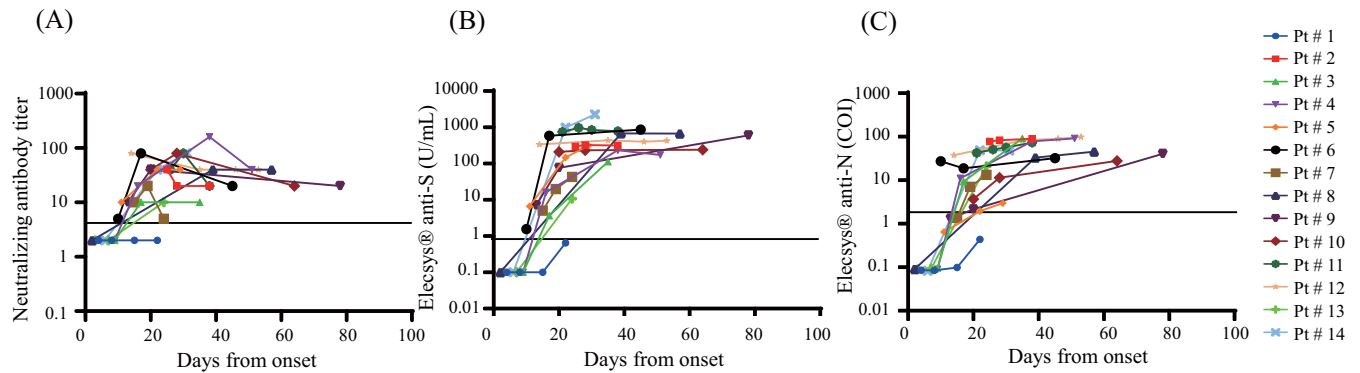 (A)
Neutralizing antibody titer
1000
100
10
1
0.1
0 20 40 60 80 100
Days from onset
(B)
Elecsys® anti-S (U/mL)
10000
1000
100
10
1
0.1
0.01
0 20 40 60 80 100
Days from onset
(C)
Elecsys® anti-N (COI)
1000
100
10
1
0.1
0.01
0 20 40 60 80 100
Days from onset
Pt # 1
Pt # 2
Pt # 3
Pt # 4
Pt # 5
Pt # 6
Pt # 7
Pt # 8
Pt # 9
Pt # 10
Pt # 11
Pt # 12
Pt # 13
Pt # 14